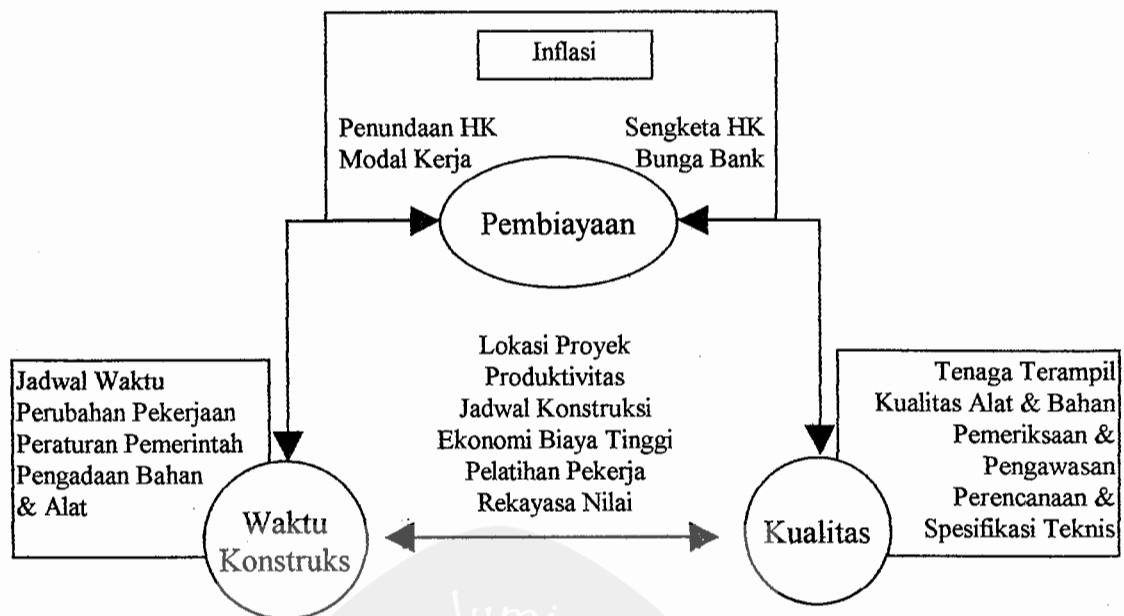 Inflasi
Penundaan HK
Modal Kerja
Sengketa HK
Bunga Bank
Pembiayaan
Lokasi Proyek
Produktivitas
Jadwal Konstruksi
Ekonomi Biaya Tinggi
Pelatihan Pekerja
Rekayasa Nilai
Jadwal Waktu
Perubahan Pekerjaan
Peraturan Pemerintah
Pengadaan Bahan
& Alat
Waktu
Konstruks
Tenaga Terampil
Kualitas Alat & Bahan
Pemeriksaan &
Pengawasan
Perencanaan &
Spesifikasi Teknis
Kualitas